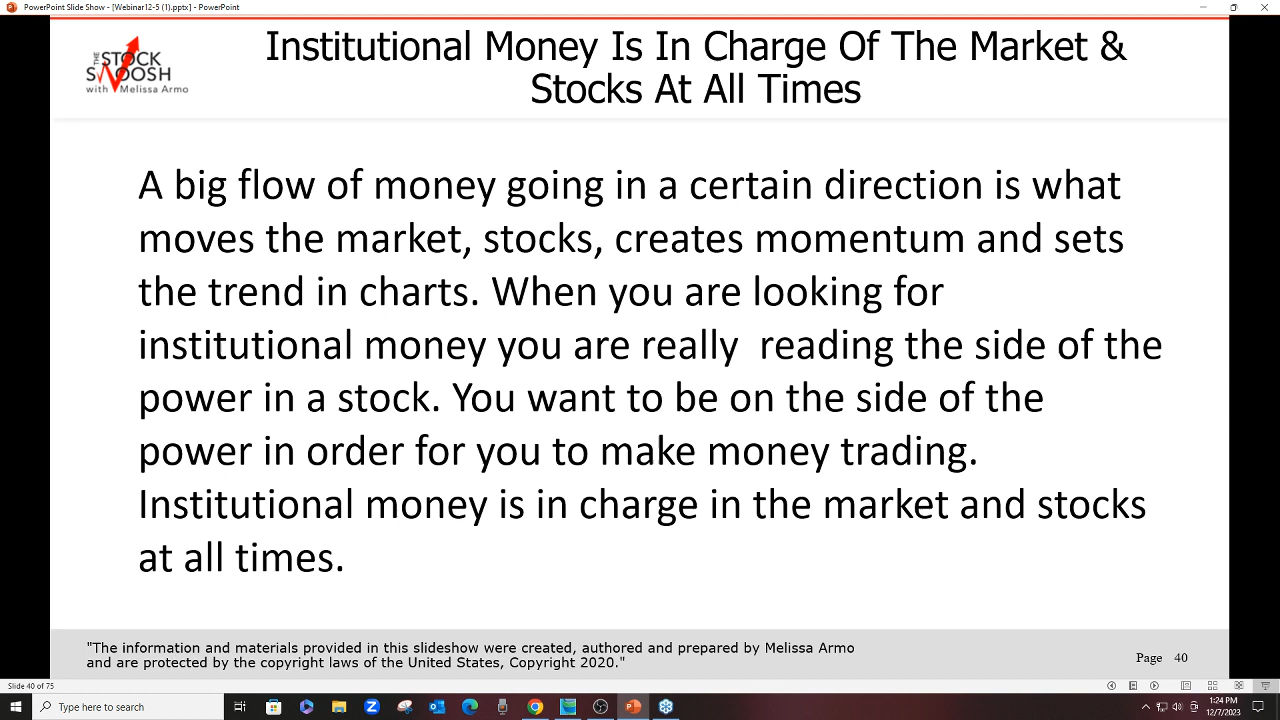 PowerPoint Slide Show - [Webinar12-5 (1).pptx] - PowerPoint
THE
STOCK
SWOOSH
with Melissa Armo
Institutional Money Is In Charge Of The Market &
Stocks At All Times
A big flow of money going in a certain direction is what
moves the market, stocks, creates momentum and sets
the trend in charts. When you are looking for
institutional money you are really  reading the side of the
power in a stock. You want to be on the side of the
power in order for you to make money trading.
Institutional money is in charge in the market and stocks
at all times.
"The information and materials provided in this slideshow were created, authored and prepared by Melissa Armo
and are protected by the copyright laws of the United States, Copyright 2020."
Page 40
Slide 40 of 75
Type here to search
1:24 PM
12/7/2023